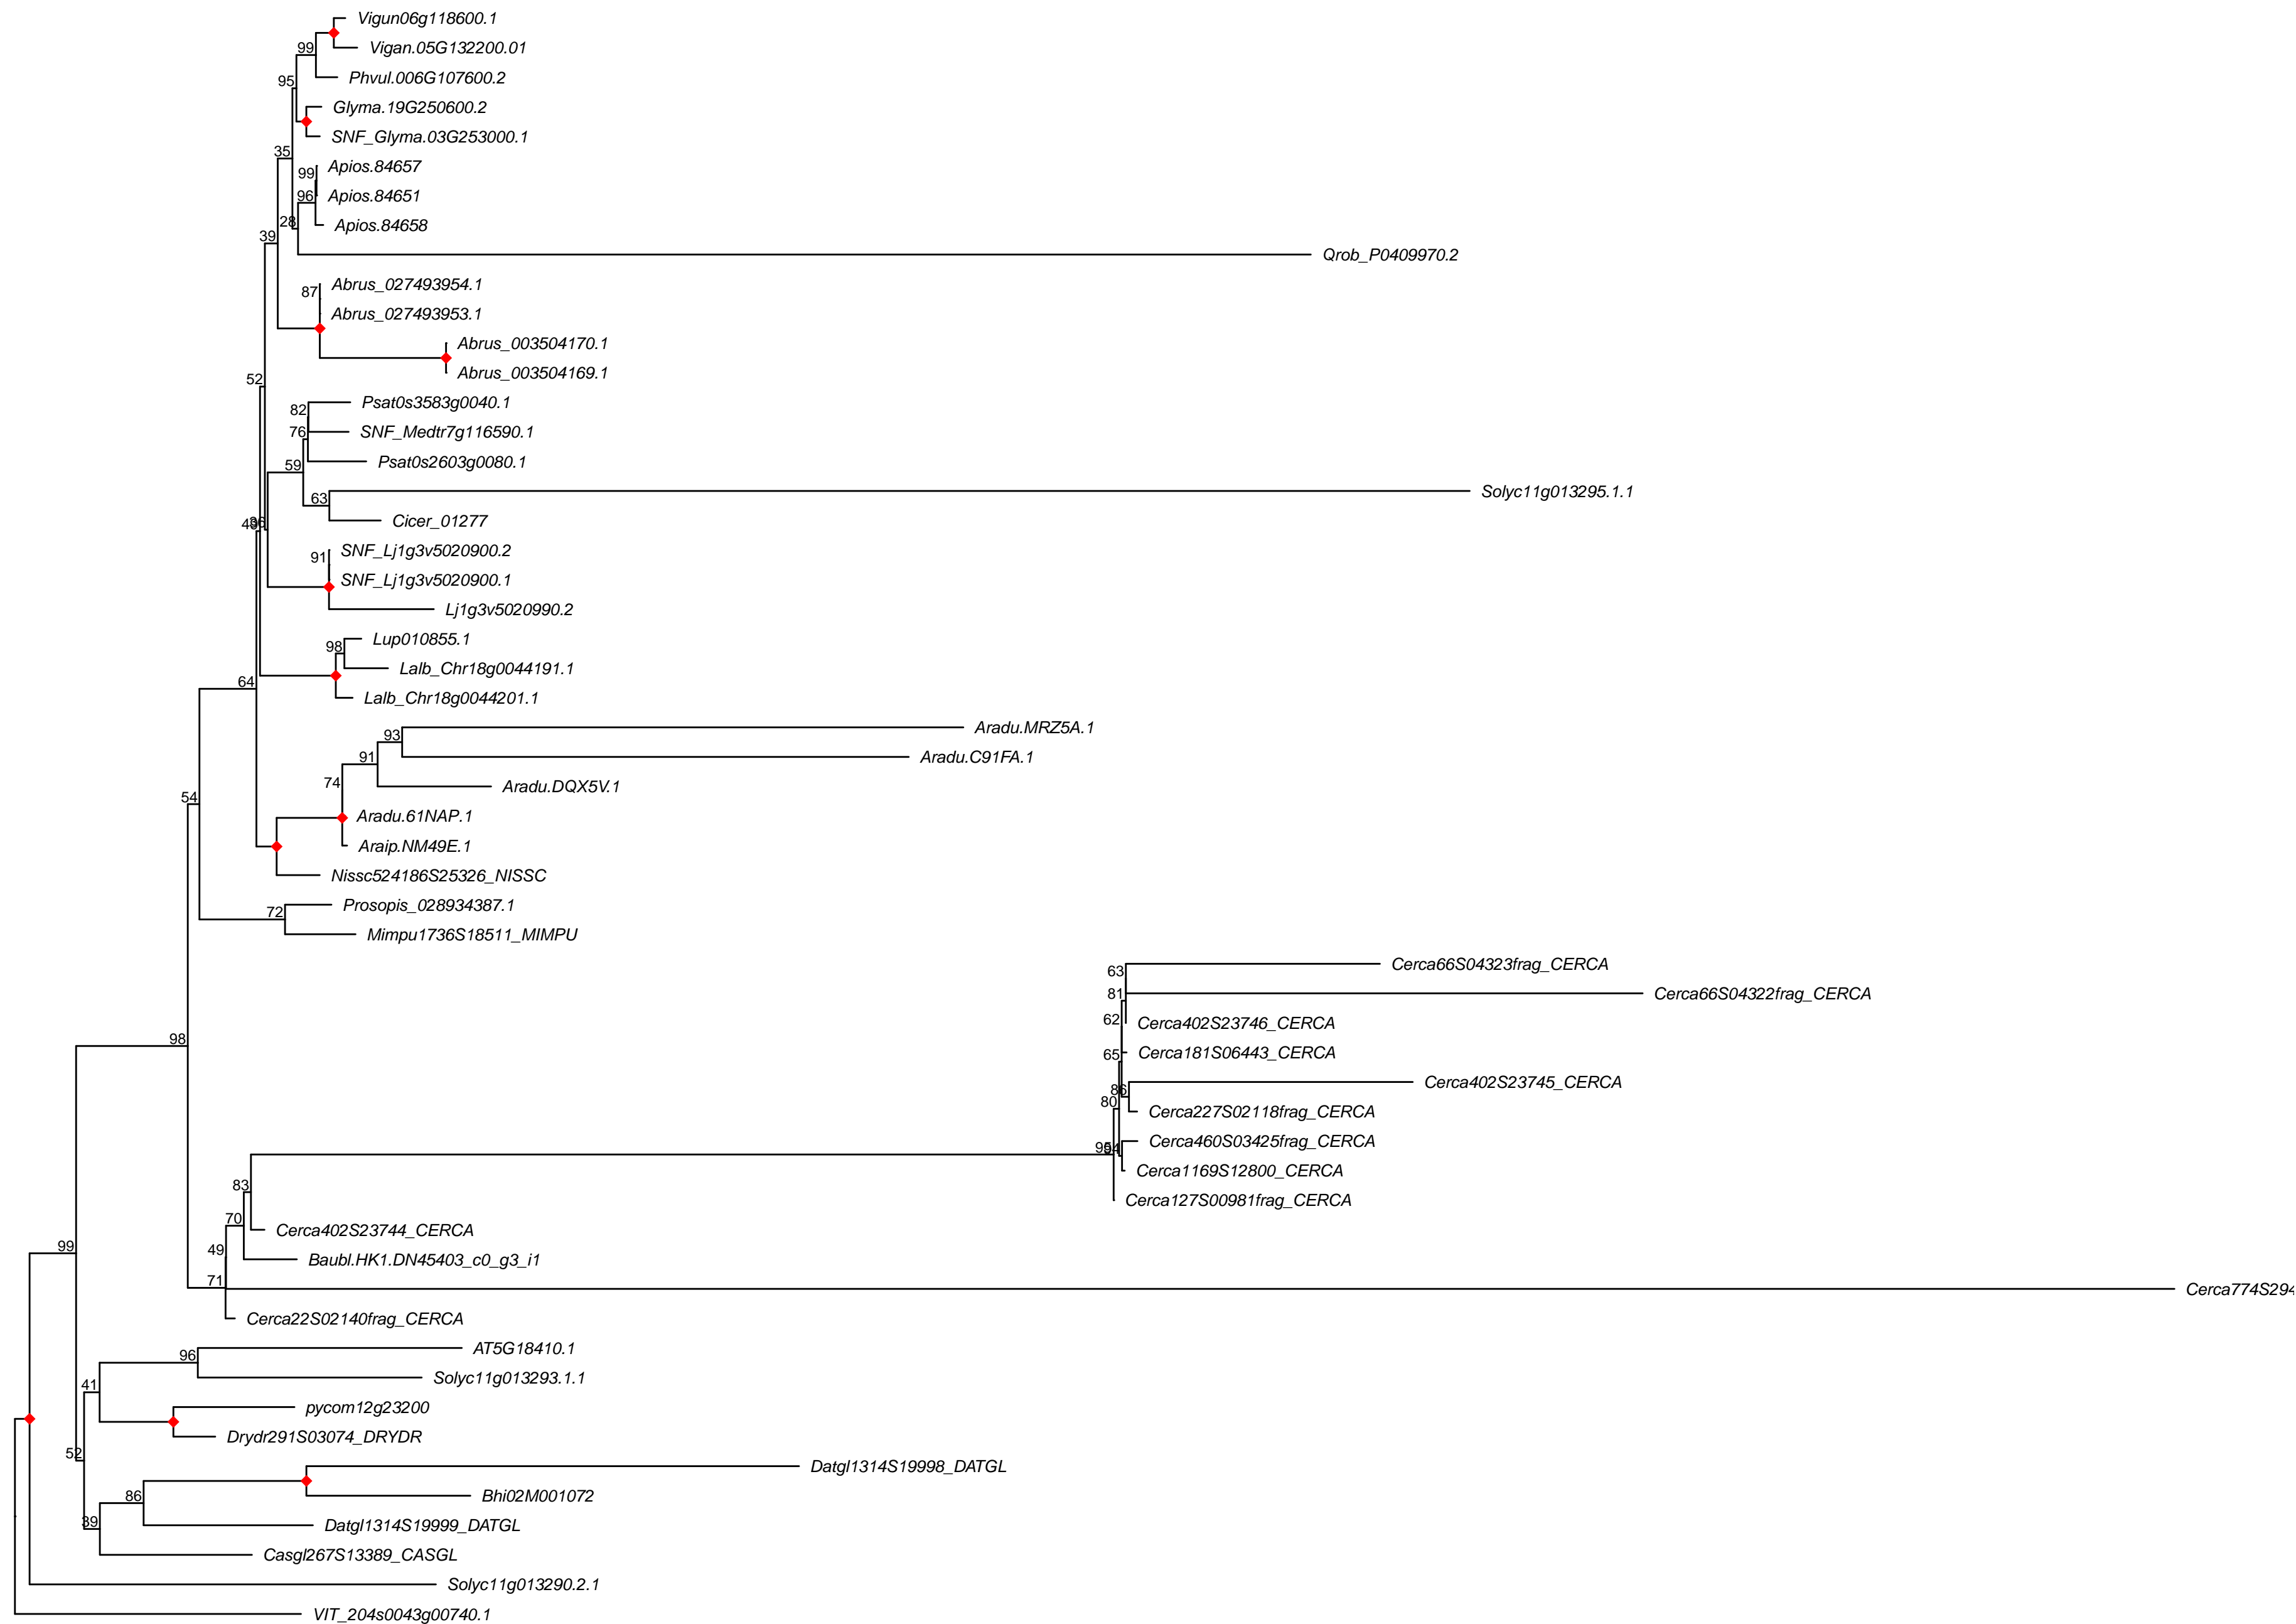 Vigun06g118600.1
Vigan.05G132200.01
99
Phvul.006G107600.2
95
Glyma.19G250600.2
SNF_Glyma.03G253000.1
35
Apios.84657
99
Apios.84651
96
28
Apios.84658
39
Qrob_P0409970.2
Abrus_027493954.1
87
Abrus_027493953.1
Abrus_003504170.1
Abrus_003504169.1
52
Psat0s3583g0040.1
82
SNF_Medtr7g116590.1
76
Psat0s2603g0080.1
59
Solyc11g013295.1.1
63
Cicer_01277
SNF_Lj1g3v5020900.2
91
SNF_Lj1g3v5020900.1
Lj1g3v5020990.2
Lup010855.1
98
Lalb_Chr18g0044191.1
64
Lalb_Chr18g0044201.1
Aradu.MRZ5A.1
93
Aradu.C91FA.1
91
Aradu.DQX5V.1
74
54
Aradu.61NAP.1
Araip.NM49E.1
Nissc524186S25326_NISSC
Prosopis_028934387.1
72
Mimpu1736S18511_MIMPU
Cerca66S04323frag_CERCA
63
Cerca66S04322frag_CERCA
81
Cerca402S23746_CERCA
62
98
Cerca181S06443_CERCA
65
Cerca402S23745_CERCA
86
Cerca227S02118frag_CERCA
80
Cerca460S03425frag_CERCA
Cerca1169S12800_CERCA
83
Cerca127S00981frag_CERCA
70
Cerca402S23744_CERCA
99
49
Baubl.HK1.DN45403_c0_g3_i1
71
Cerca774S294
Cerca22S02140frag_CERCA
AT5G18410.1
96
Solyc11g013293.1.1
41
pycom12g23200
Drydr291S03074_DRYDR
52
Datgl1314S19998_DATGL
86
Bhi02M001072
39
Datgl1314S19999_DATGL
Casgl267S13389_CASGL
Solyc11g013290.2.1
VIT_204s0043g00740.1